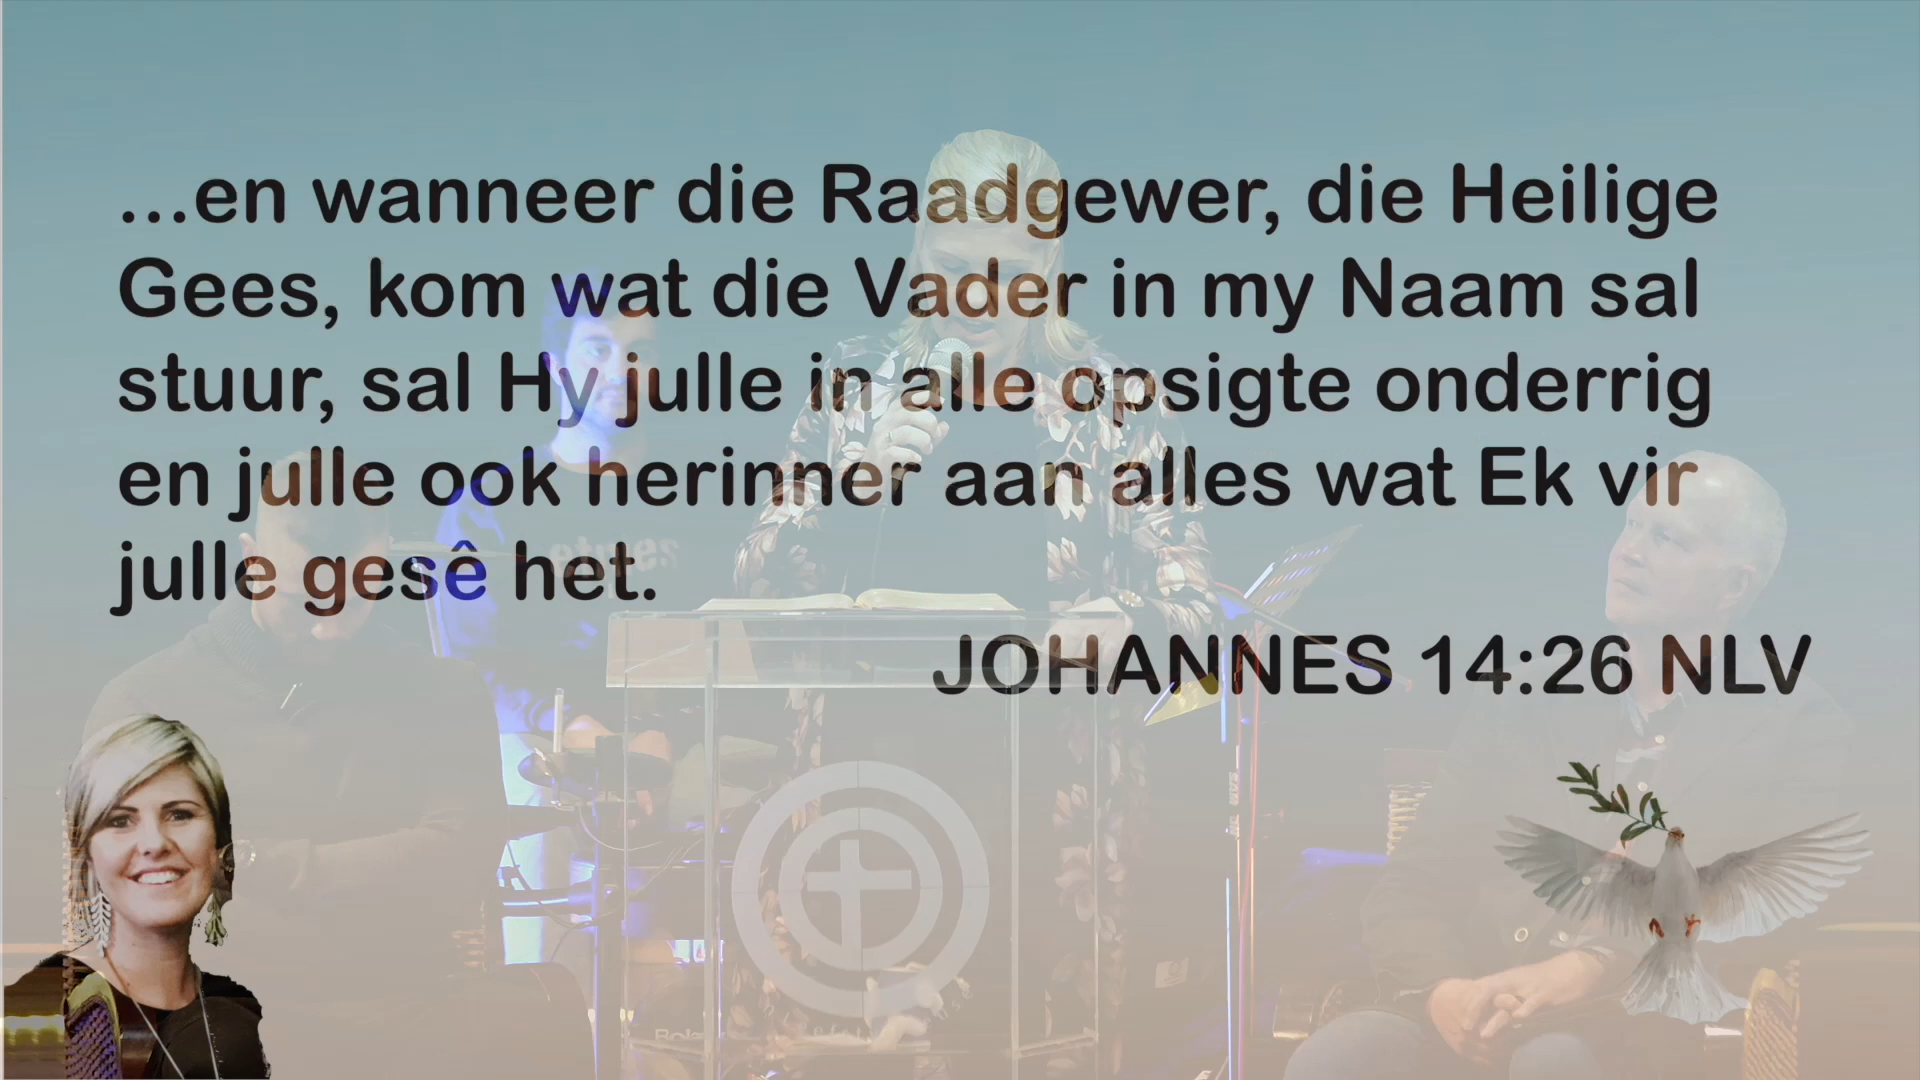 ...en wanneer die Raadgewer, die Heilige
Gees, kom wat die Vader in my Naam sal
stuur, sal Hy julle in alle opsigte onderrig
en julle ook herinner aan alles wat Ek vir
julle gesê het.
JOHANNES 14:26 NLV